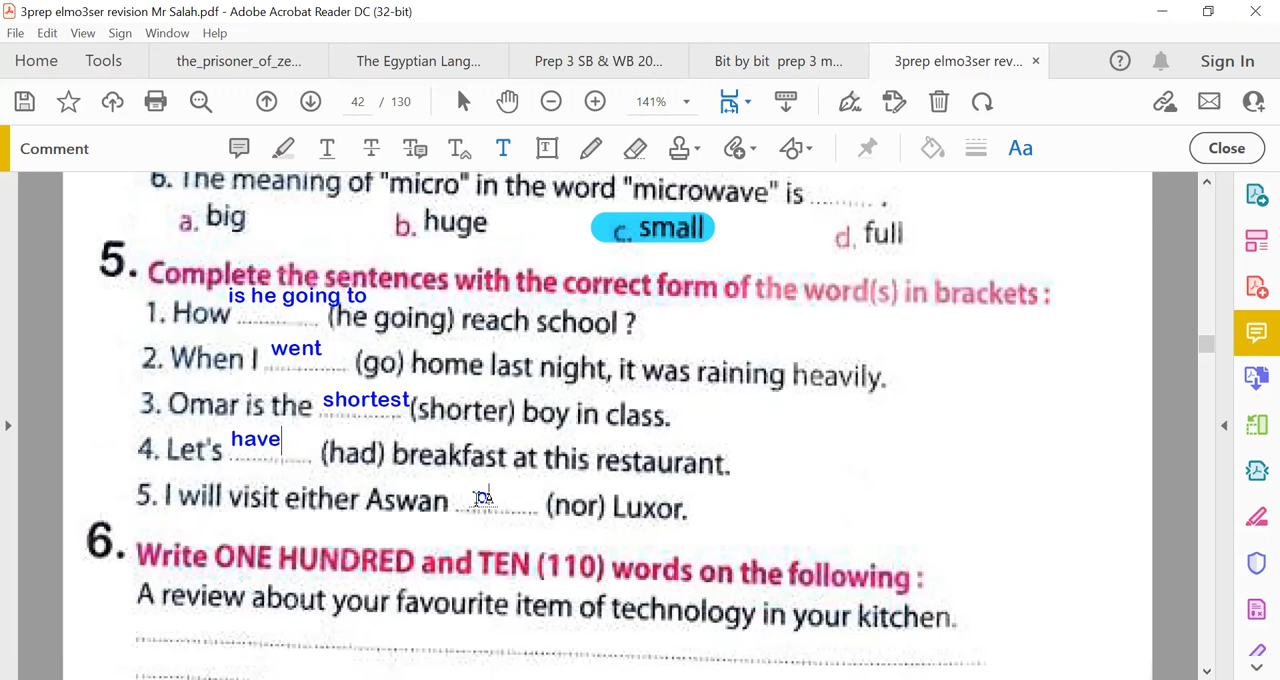 3prep elmo3ser revision Mr Salah.pdf - Adobe Acrobat Reader DC (32-bit)
File Edit View Sign Window Help
Home Tools the_prisoner_of_ze... The Egyptian Lang... Prep 3 SB & WB 20... Bit by bit prep 3 m... 3prep elmo3ser rev... Sign In
42 / 130 141%
Comment Aa Close
6. The meaning of "micro" in the word "microwave" is .......... .
a. big b. huge c. small d. full
5. Complete the sentences with the correct form of the word(s) in brackets :
is he going to
1. How .............. (he going) reach school ?
2. When I went (go) home last night, it was raining heavily.
3. Omar is the shortest (shorter) boy in class.
4. Let's have (had) breakfast at this restaurant.
5. I will visit either Aswan .............. (nor) Luxor.
6. Write ONE HUNDRED and TEN (110) words on the following :
A review about your favourite item of technology in your kitchen.